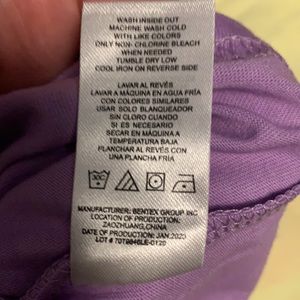 WASH INSIDE OUT
MACHINE WASH COLD
WITH LIKE COLORS
ONLY NON- CHLORINE BLEACH
WHEN NEEDED
TUMBLE DRY LOW
COOL IRON ON REVERSE SIDE
LAVAR AL REVÉS
LAVAR A MÁQUINA EN AGUA FRÍA
CON COLORES SIMILARES
USAR SOLO BLANQUEADOR
SIN CLORO CUANDO
SI ÉS NECESARIO
SECAR EN MÁQUINA A
TEMPERATURA BAJA
PLANCHAR AL REVÉS CON
UNA PLANCHA FRÍA
MANUFACTURER: BENTEX GROUP INC
LOCATION OF PRODUCTION:
ZAOZHUANG,CHINA
DATE OF PRODUCTION: JAN,2020